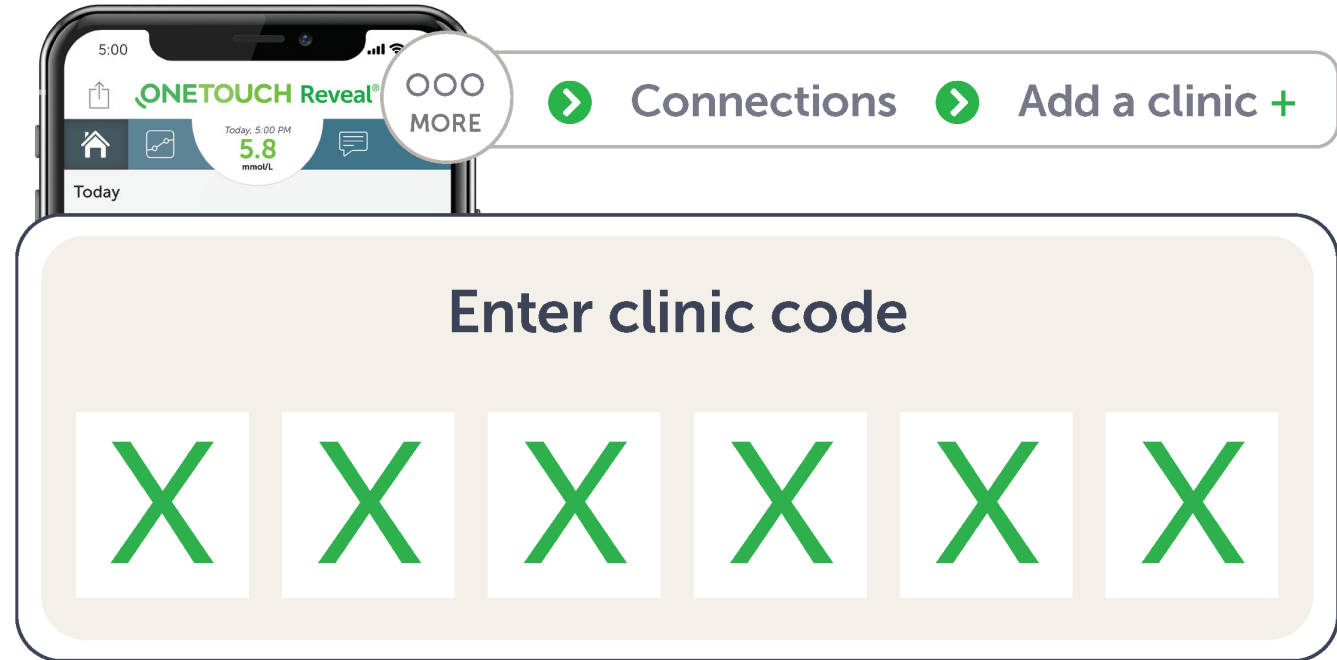 5:00
ONETOUCH Reveal®
OOO
MORE
Connections
Add a clinic +
Today, 5:00 PM
5.8
mmol/L
Today
Enter clinic code
X X X X X X